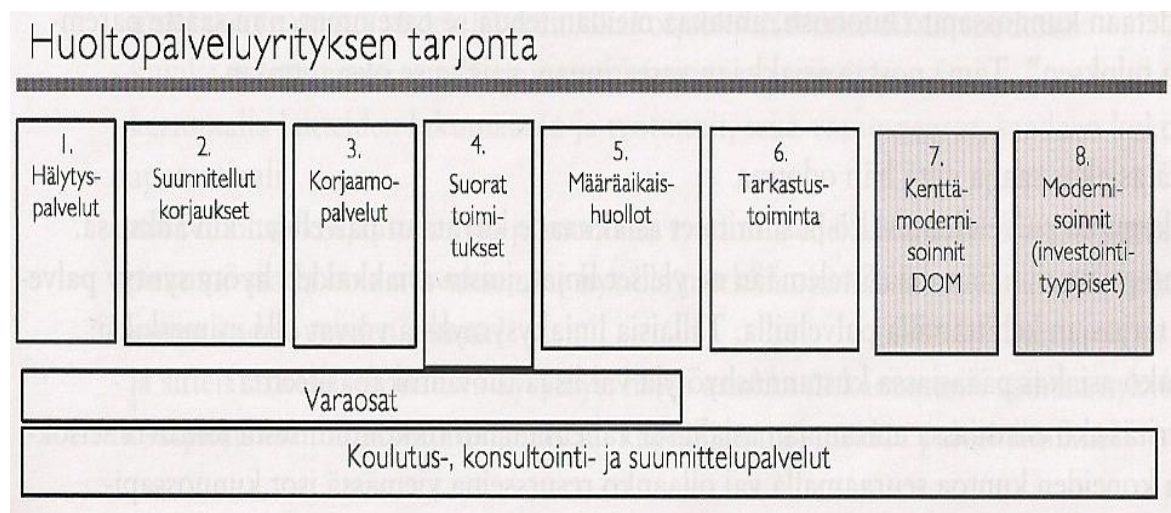 Huoltopalveluyrityksen tarjonta
1.
Hälytys-
palvelut
2.
Suunnitellut
korjaukset
3.
Korjaamo-
palvelut
4.
Suorat
toimi-
tukset
5.
Määräaikais-
huollot
6.
Tarkastus-
toiminta
7.
Kenttä-
moderni-
soinnit
DOM
8.
Moderni-
soinnit
(investointi-
tyyppiset)
Varaosat
Koulutus-, konsultointi- ja suunnittelupalvelut